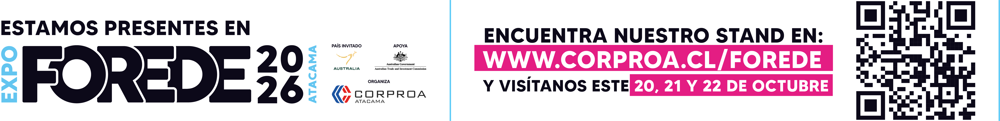 ESTAMOS PRESENTES EN
EXPO
FOREDE
20
26
ATACAMA
PAÍS INVITADO
AUSTRALIA
APOYA
Australian Government
Australian Trade and Investment Commission
ORGANIZA
CORPROA
ATACAMA
ENCUENTRA NUESTRO STAND EN:
WWW.CORPROA.CL/FOREDE
Y VISÍTANOS ESTE 20, 21 Y 22 DE OCTUBRE